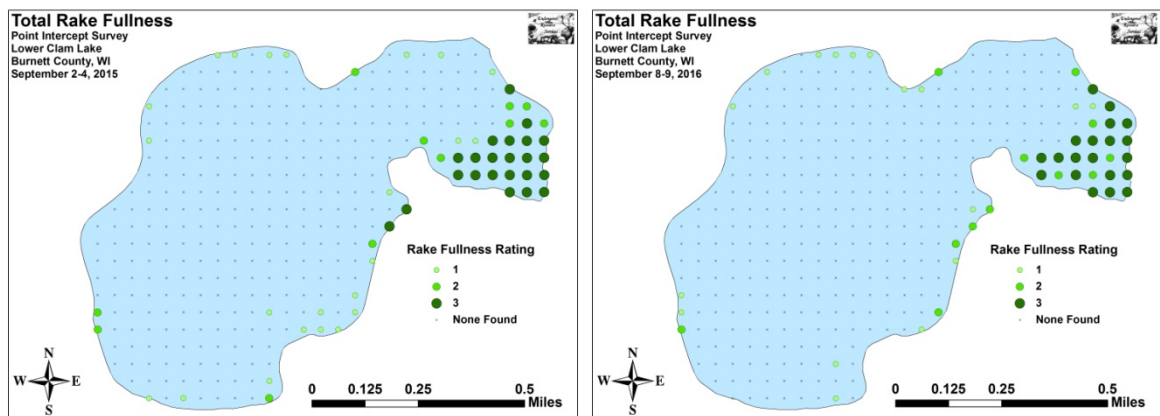 Total Rake Fullness
Point Intercept Survey
Lower Clam Lake
Burnett County, WI
September 2-4, 2015
Rake Fullness Rating
1
2
3
None Found
N
W E
S
0 0.125 0.25 0.5
Miles
Total Rake Fullness
Point Intercept Survey
Lower Clam Lake
Burnett County, WI
September 8-9, 2016
Rake Fullness Rating
1
2
3
None Found
N
W E
S
0 0.125 0.25 0.5
Miles